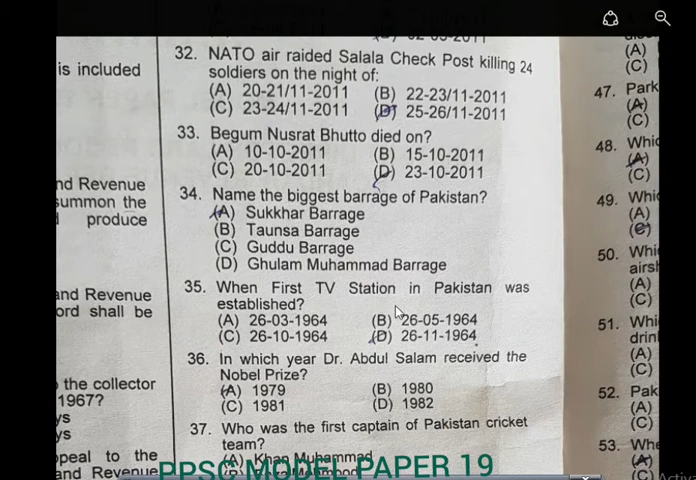 is included
nd Revenue
summon the
produce
and Revenue
ord shall be
the collector
1967?
ys
ys
peal to the
and Revenue
02-05-2011
32. NATO air raided Salala Check Post killing 24
soldiers on the night of:
(A) 20-21/11-2011 (B) 22-23/11-2011
(C) 23-24/11-2011 (D) 25-26/11-2011
33. Begum Nusrat Bhutto died on?
(A) 10-10-2011 (B) 15-10-2011
(C) 20-10-2011 (D) 23-10-2011
34. Name the biggest barrage of Pakistan?
(A) Sukkhar Barrage
(B) Taunsa Barrage
(C) Guddu Barrage
(D) Ghulam Muhammad Barrage
35. When First TV Station in Pakistan was
established?
(A) 26-03-1964 (B) 26-05-1964
(C) 26-10-1964 (D) 26-11-1964
36. In which year Dr. Abdul Salam received the
Nobel Prize?
(A) 1979 (B) 1980
(C) 1981 (D) 1982
37. Who was the first captain of Pakistan cricket
team?
(A) Khan Muhammad
PPSC MODEL PAPER 19
(A)
(C)
47. Park
(A)
(C)
48. Whic
(A)
(C)
49. Whic
(A)
(C)
50. Whi
airsh
(A)
(C)
51. Whi
drin
(A)
(C)
52. Pak
(A)
(C)
53. Whe
(A)
(C)